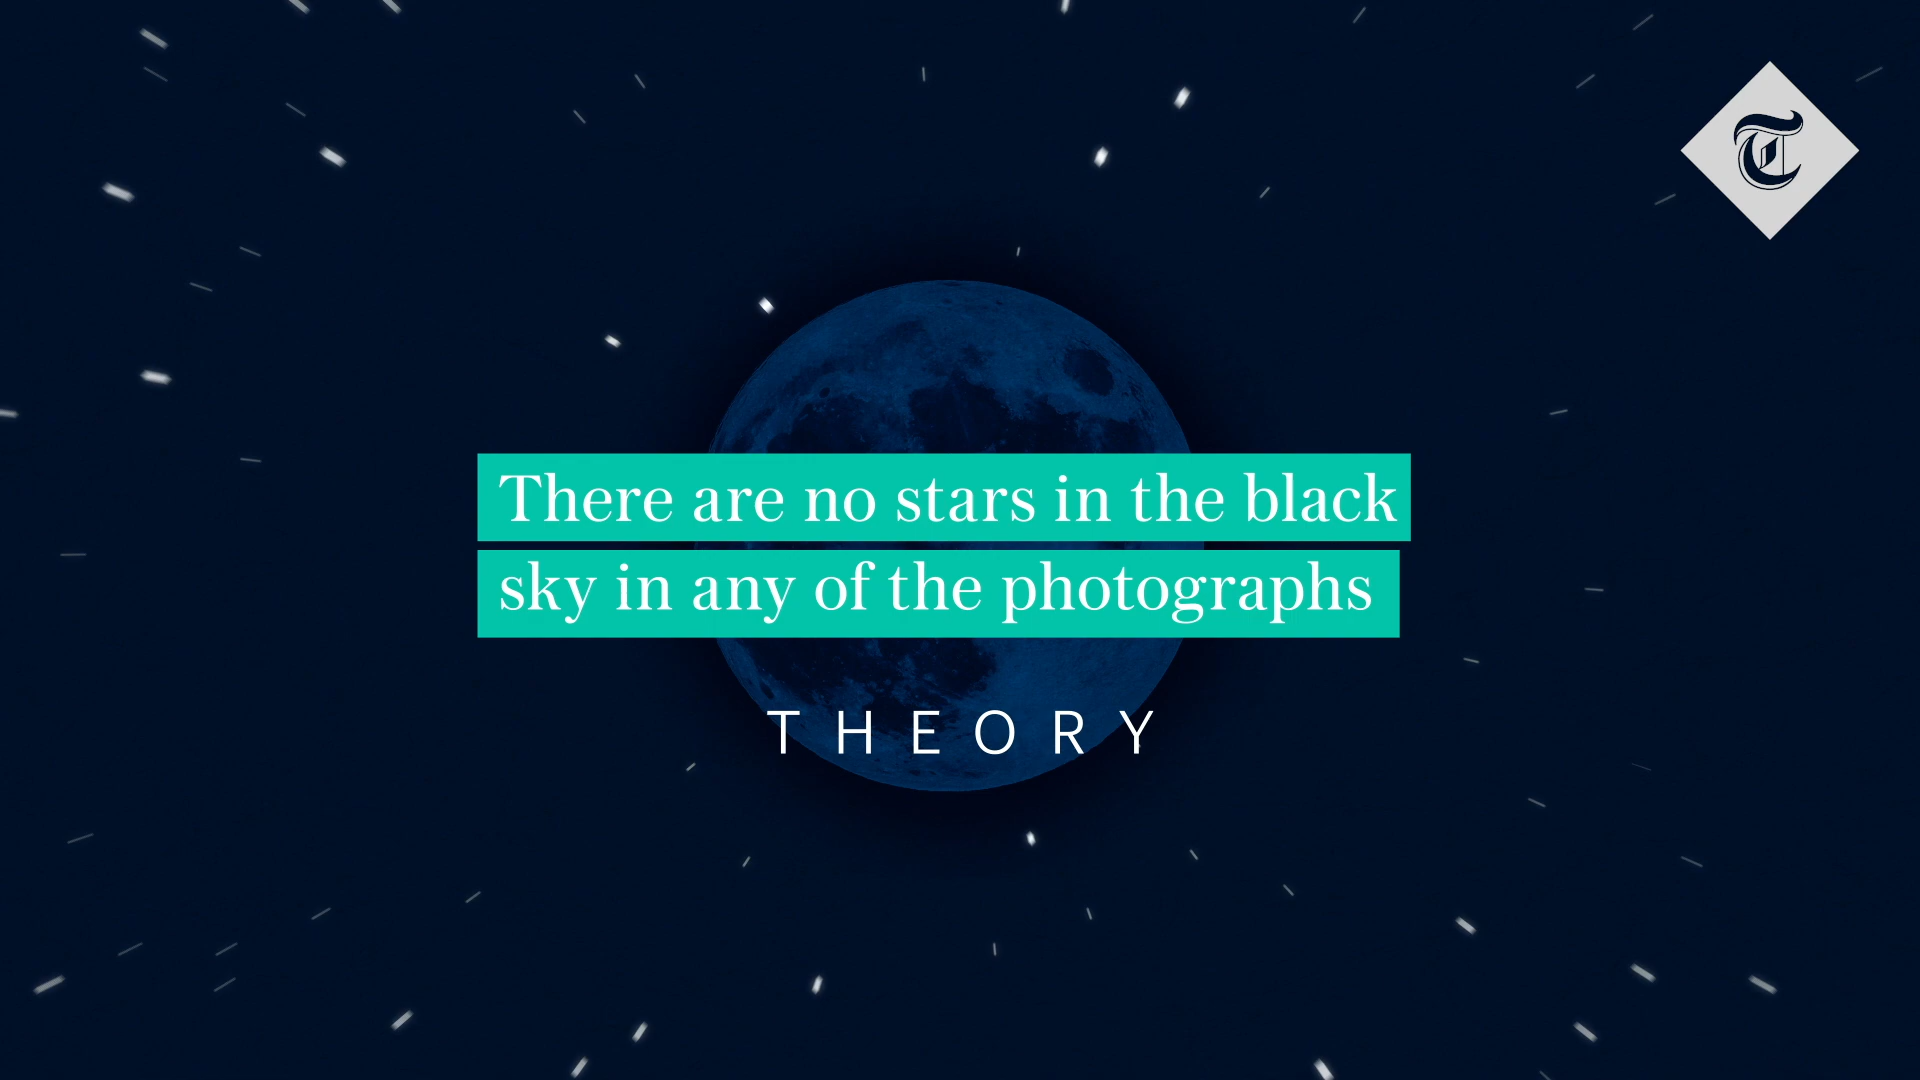 T
There are no stars in the black
sky in any of the photographs
THEORY